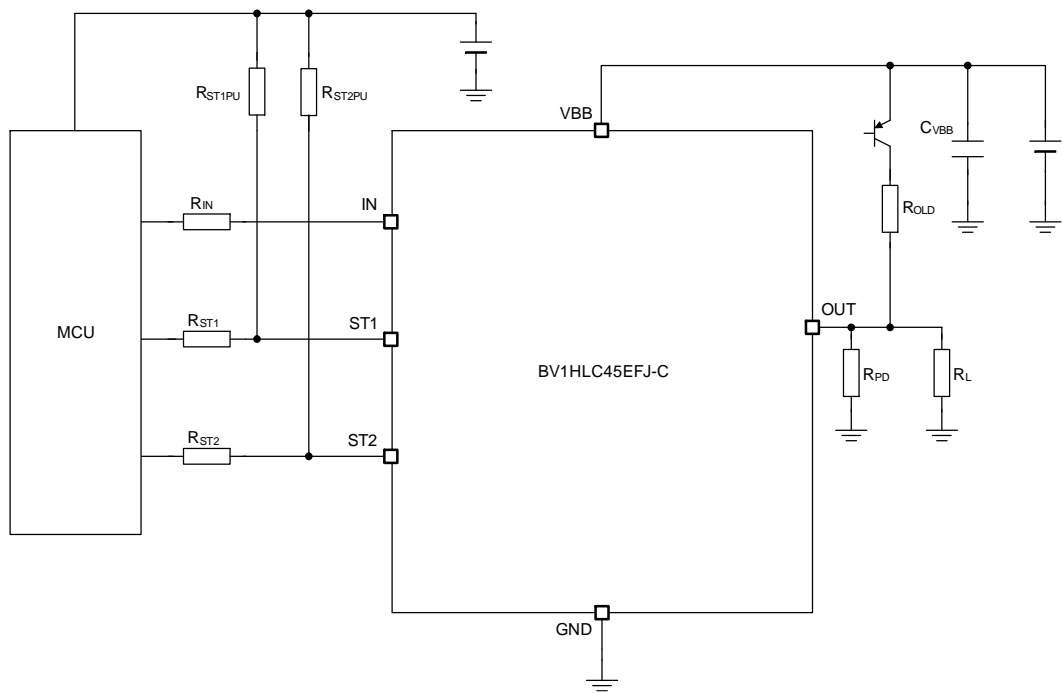 RST1PU
RST2PU
VBB
CVBB
RIN
IN
ROLD
RST1
ST1
OUT
MCU
BV1HLC45EFJ-C
RPD
RL
RST2
ST2
GND